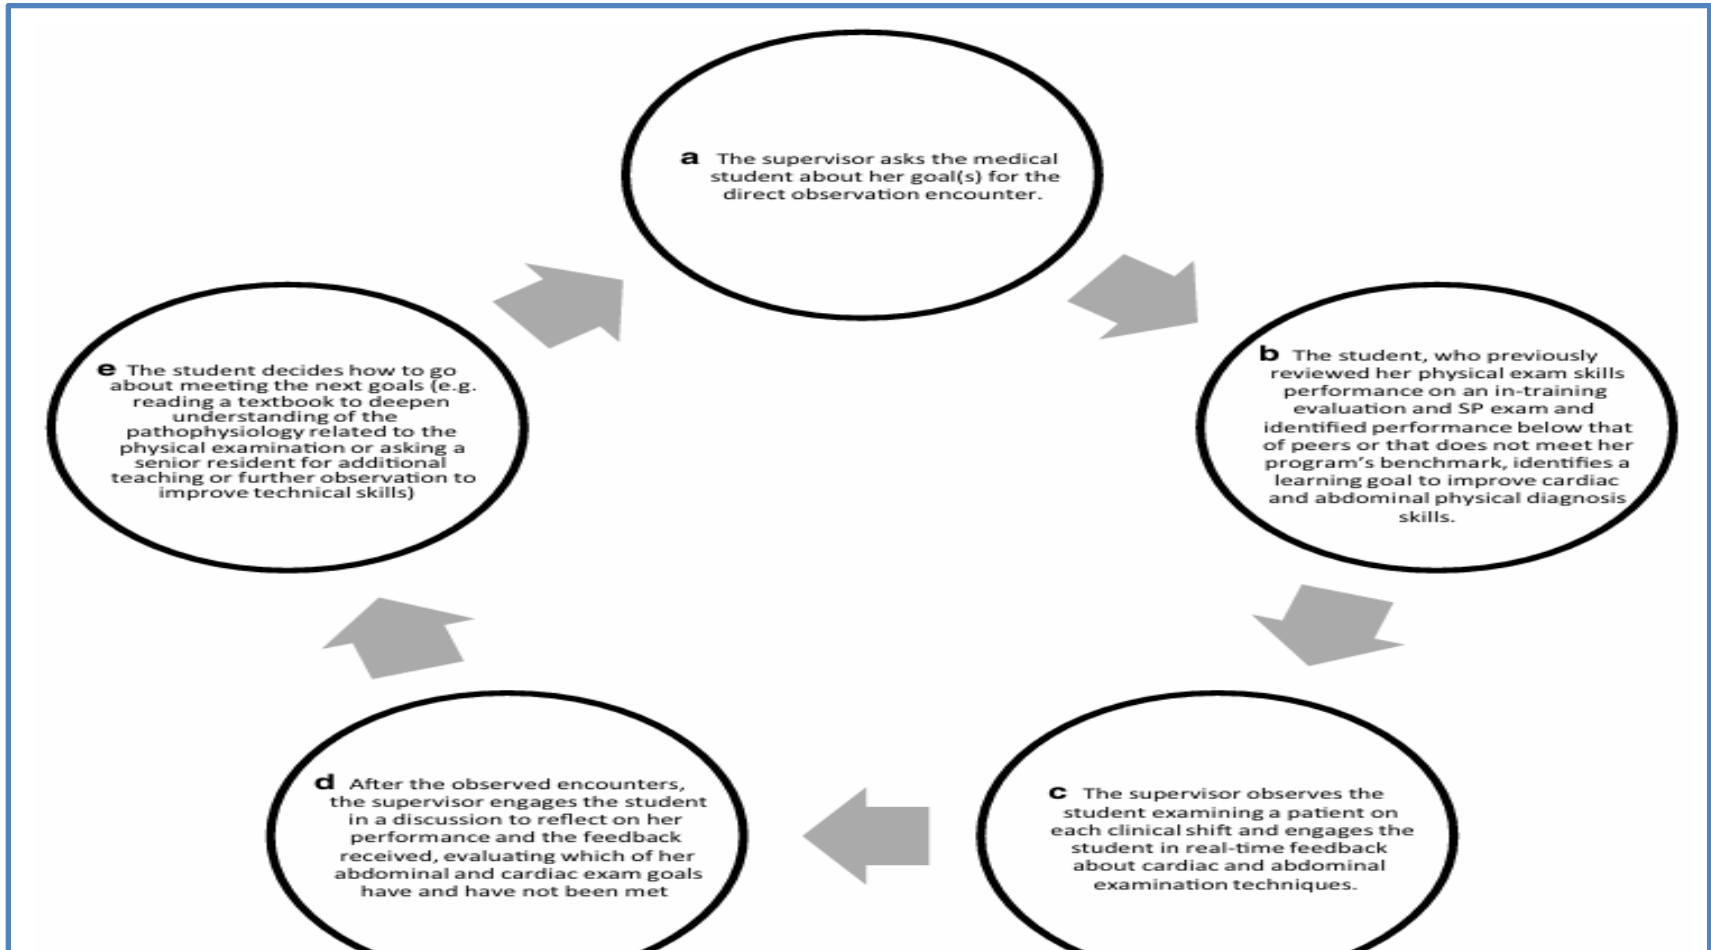 a The supervisor asks the medical
student about her goal(s) for the
direct observation encounter.
b The student, who previously
reviewed her physical exam skills
performance on an in-training
evaluation and SP exam and
identified performance below that
of peers or that does not meet her
program's benchmark, identifies a
learning goal to improve cardiac
and abdominal physical diagnosis
skills.
c The supervisor observes the
student examining a patient on
each clinical shift and engages the
student in real-time feedback
about cardiac and abdominal
examination techniques.
d After the observed encounters,
the supervisor engages the student
in a discussion to reflect on her
performance and the feedback
received, evaluating which of her
abdominal and cardiac exam goals
have and have not been met
e The student decides how to go
about meeting the next goals (e.g.
reading a textbook to deepen
understanding of the
pathophysiology related to the
physical examination or asking a
senior resident for additional
teaching or further observation to
improve technical skills)